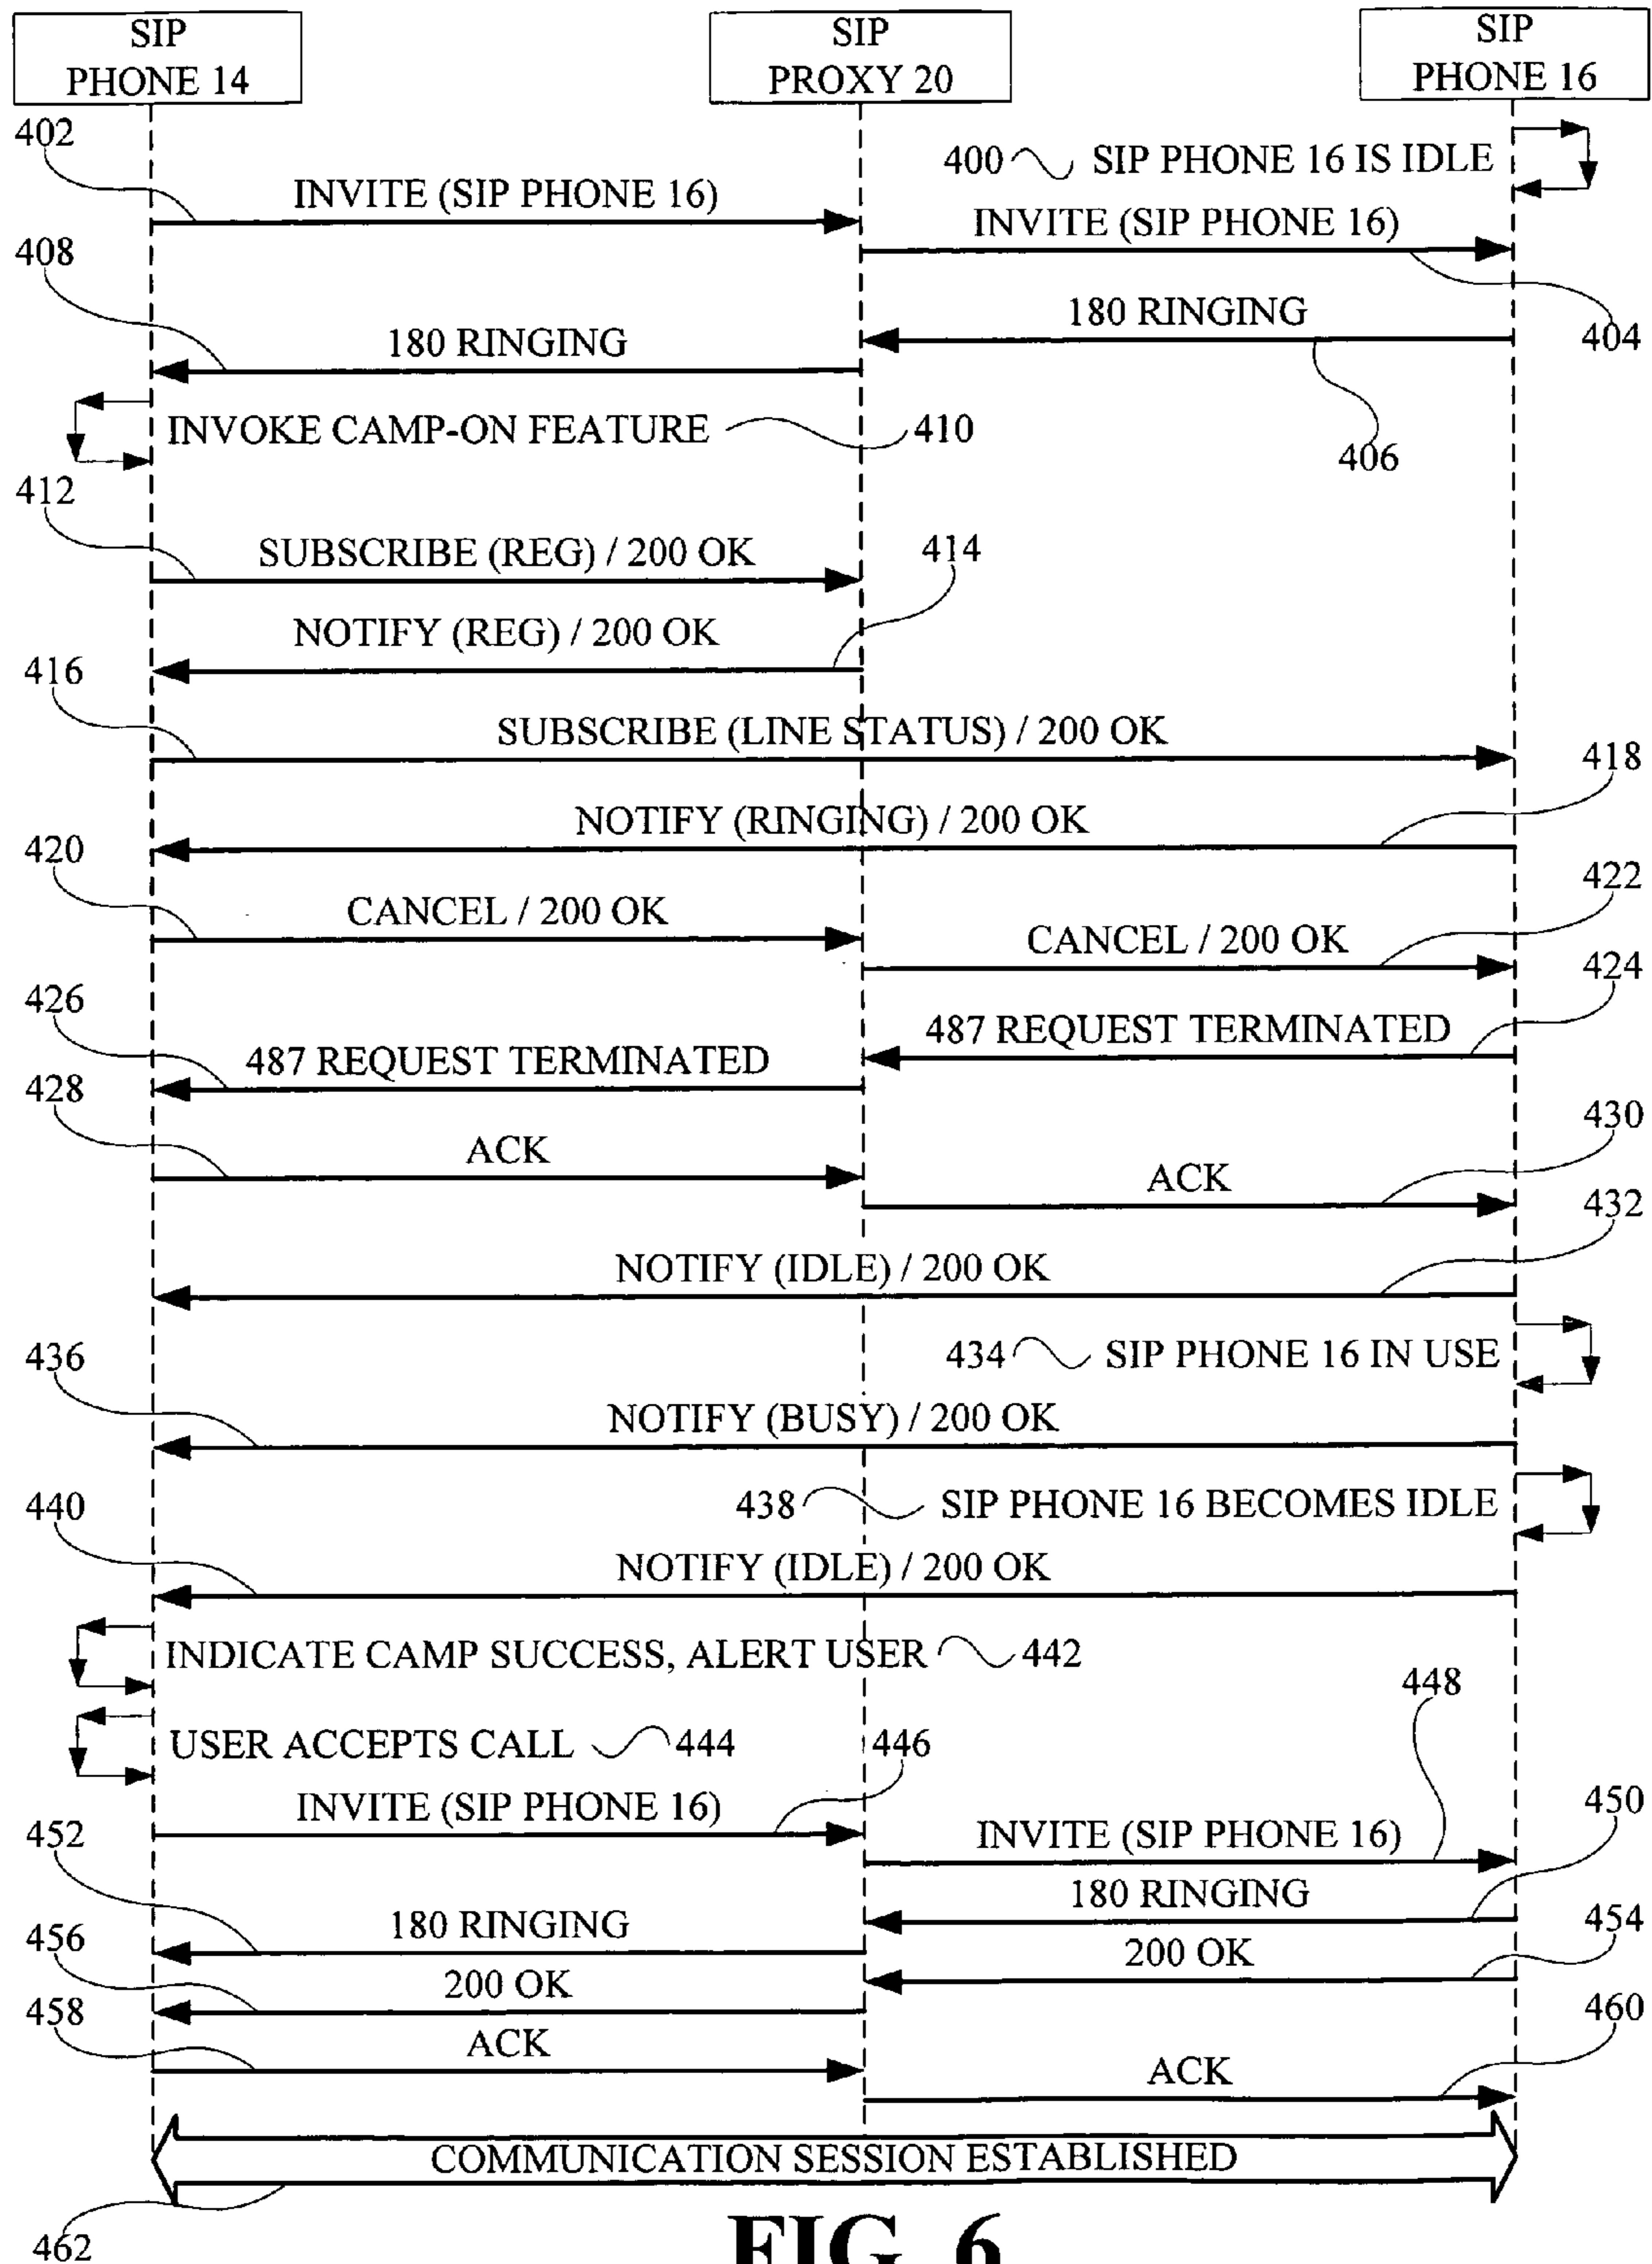 SIP
PHONE 14
SIP
PROXY 20
SIP
PHONE 16
402
400 SIP PHONE 16 IS IDLE
INVITE (SIP PHONE 16)
INVITE (SIP PHONE 16)
408
180 RINGING
404
180 RINGING
INVOKE CAMP-ON FEATURE 410
406
412
SUBSCRIBE (REG) / 200 OK
414
NOTIFY (REG) / 200 OK
416
SUBSCRIBE (LINE STATUS) / 200 OK
418
NOTIFY (RINGING) / 200 OK
420
422
CANCEL / 200 OK
CANCEL / 200 OK
424
426
487 REQUEST TERMINATED
487 REQUEST TERMINATED
428
430
ACK
ACK
432
NOTIFY (IDLE) / 200 OK
434 SIP PHONE 16 IN USE
436
NOTIFY (BUSY) / 200 OK
438 SIP PHONE 16 BECOMES IDLE
440
NOTIFY (IDLE) / 200 OK
INDICATE CAMP SUCCESS, ALERT USER 442
448
USER ACCEPTS CALL 444
446
INVITE (SIP PHONE 16)
450
452
INVITE (SIP PHONE 16)
180 RINGING
180 RINGING
454
456
200 OK
200 OK
458
460
ACK
ACK
COMMUNICATION SESSION ESTABLISHED
462
FIG. 6